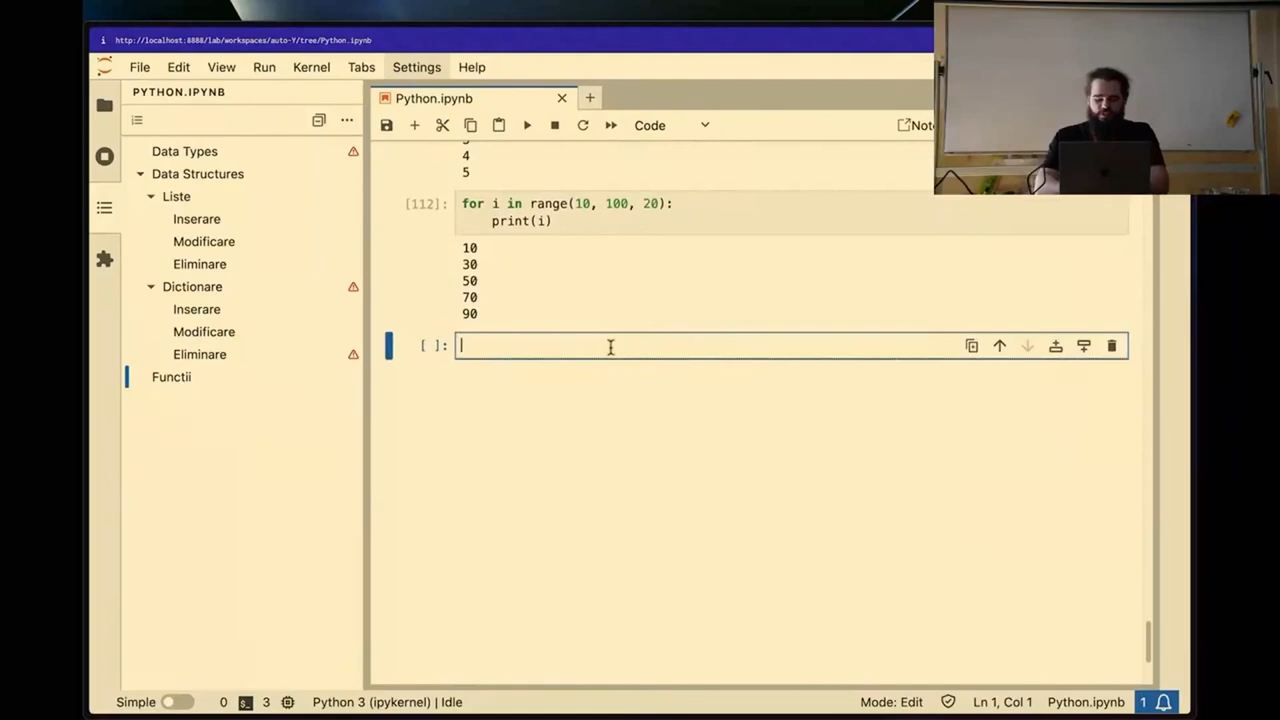 http://localhost:8888/lab/workspaces/auto-Y/tree/Python.ipynb
File Edit View Run Kernel Tabs Settings Help
PYTHON.IPYNB
Python.ipynb
Code
Data Types
Data Structures
Liste
Inserare
Modificare
Eliminare
Dictionare
Inserare
Modificare
Eliminare
Functii
4
5
[112]: for i in range(10, 100, 20):
print(i)
10
30
50
70
90
[ ]:
Simple 0 3 Python 3 (ipykernel) | Idle Mode: Edit Ln 1, Col 1 Python.ipynb 1